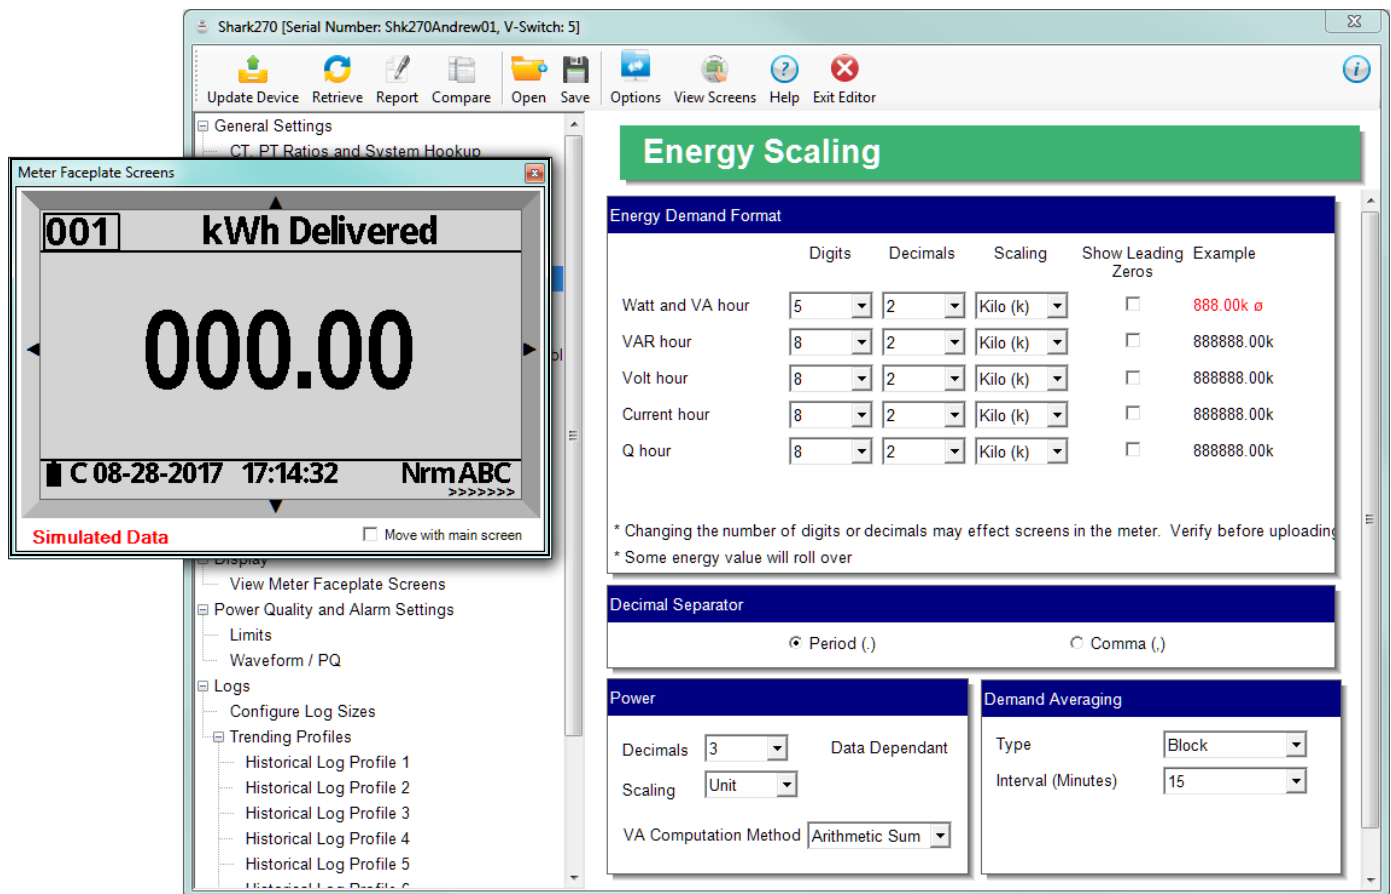 Shark270 [Serial Number: Shk270Andrew01, V-Switch: 5]
Update Device Retrieve Report Compare Open Save Options View Screens Help Exit Editor
General Settings
CT, PT Ratios and System Hookup
Meter Faceplate Screens
001 kWh Delivered
000.00
C 08-28-2017 17:14:32 Nrm ABC
>>>>>>>
Simulated Data Move with main screen
Display
View Meter Faceplate Screens
Power Quality and Alarm Settings
Limits
Waveform / PQ
Logs
Configure Log Sizes
Trending Profiles
Historical Log Profile 1
Historical Log Profile 2
Historical Log Profile 3
Historical Log Profile 4
Historical Log Profile 5
Historical Log Profile 6
Energy Scaling
Energy Demand Format
Digits Decimals Scaling Show Leading Zeros Example
Watt and VA hour 5 2 Kilo (k) 888.00k ø
VAR hour 8 2 Kilo (k) 888888.00k
Volt hour 8 2 Kilo (k) 888888.00k
Current hour 8 2 Kilo (k) 888888.00k
Q hour 8 2 Kilo (k) 888888.00k
* Changing the number of digits or decimals may effect screens in the meter. Verify before uploading
* Some energy value will roll over
Decimal Separator
Period (.) Comma (,)
Power
Decimals 3 Data Dependant
Scaling Unit
VA Computation Method Arithmetic Sum
Demand Averaging
Type Block
Interval (Minutes) 15